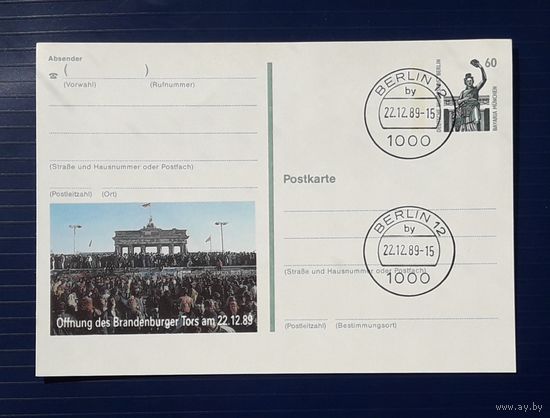 Absender
☎ ( )
(Vorwahl) (Rufnummer)
(Straße und Hausnummer oder Postfach)
(Postleitzahl) (Ort)
Öffnung des Brandenburger Tors am 22.12.89
60
BAVARIA MÜNCHEN
BERLIN 12
by
22.12.89-15
1000
Postkarte
BERLIN 12
by
22.12.89-15
1000
(Straße und Hausnummer oder Postfach)
(Postleitzahl) (Bestimmungsort)
www.ay.by